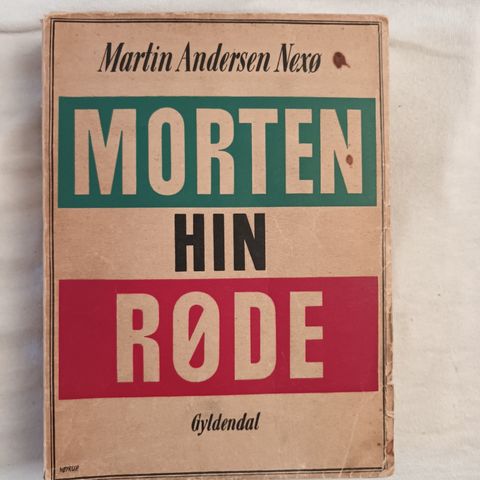 Martin Andersen Nexø
MORTEN
HIN
RØDE
Gyldendal